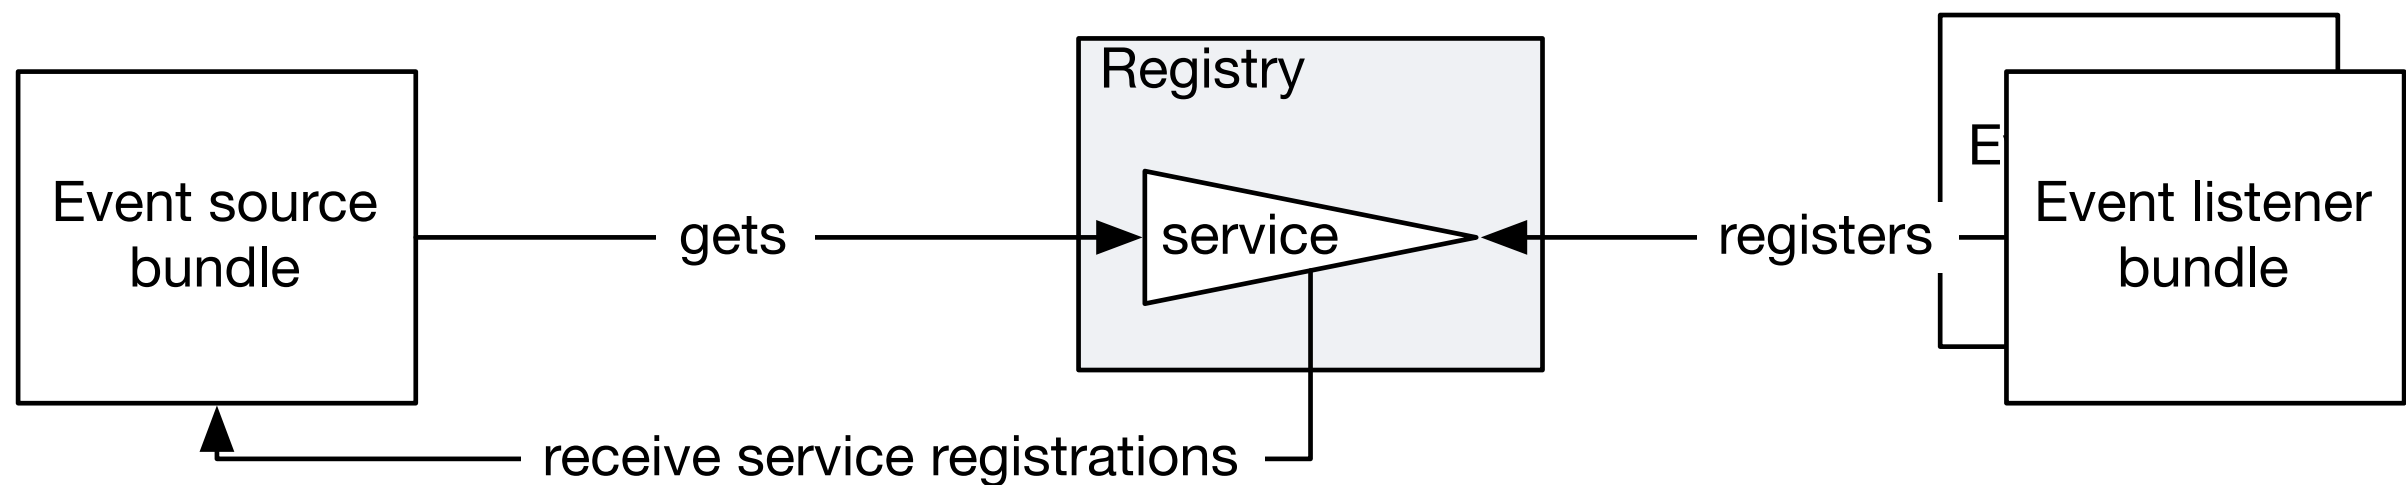 Registry
E
Event source
bundle
gets
service
registers
Event listener
bundle
receive service registrations